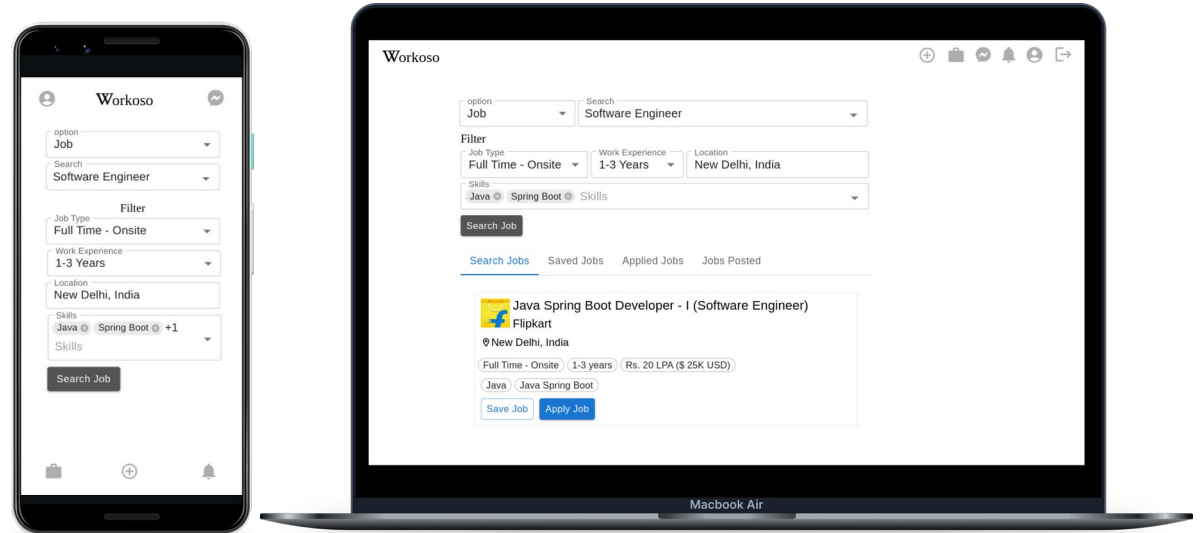 Workoso
option
Job
Search
Software Engineer
Filter
Job Type
Full Time - Onsite
Work Experience
1-3 Years
Location
New Delhi, India
Skills
Java Spring Boot +1
Skills
Search Job
Workoso
option
Job
Search
Software Engineer
Filter
Job Type
Full Time - Onsite
Work Experience
1-3 Years
Location
New Delhi, India
Skills
Java Spring Boot Skills
Search Job
Search Jobs Saved Jobs Applied Jobs Jobs Posted
Java Spring Boot Developer - I (Software Engineer)
Flipkart
New Delhi, India
Full Time - Onsite 1-3 years Rs. 20 LPA ($ 25K USD)
Java Java Spring Boot
Save Job Apply Job
Macbook Air